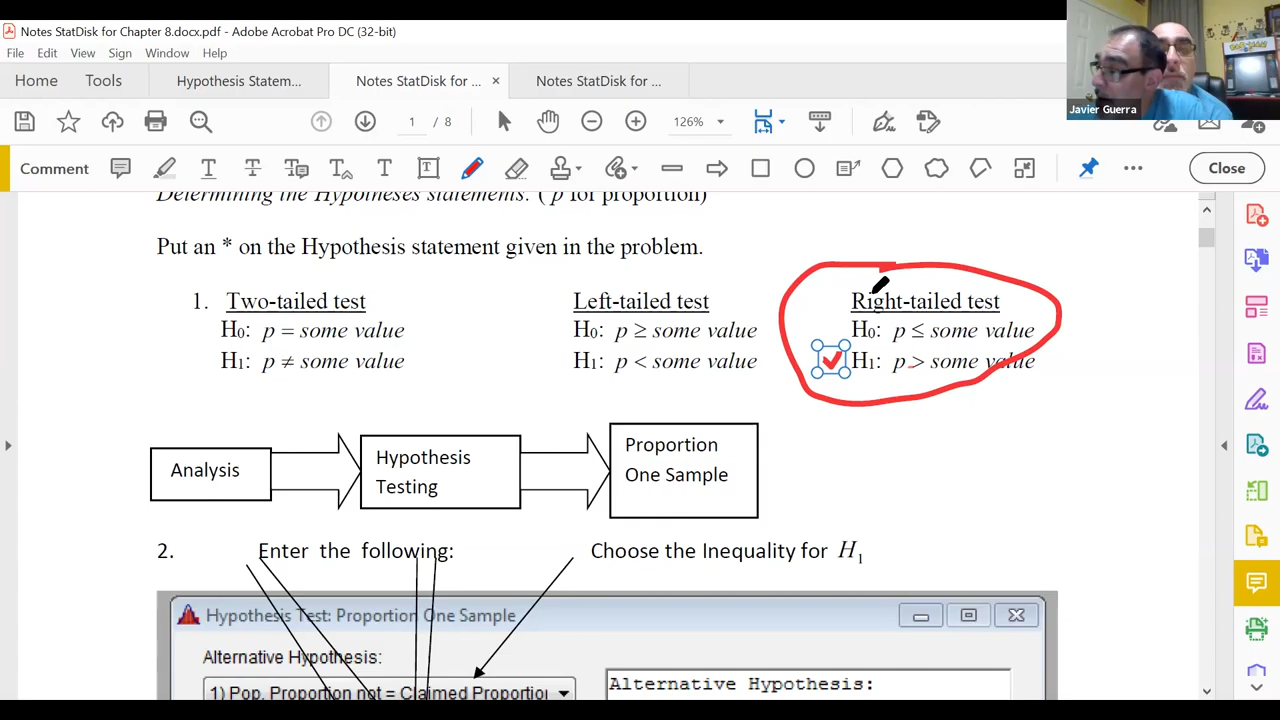 Notes StatDisk for Chapter 8.docx.pdf - Adobe Acrobat Pro DC (32-bit)
File Edit View Sign Window Help
Home Tools Hypothesis Statem... Notes StatDisk for ... × Notes StatDisk for ...
1 / 8 126%
Javier Guerra
Comment Close
Determining the Hypotheses statements. ( p for proportion)
Put an * on the Hypothesis statement given in the problem.
1. Two-tailed test Left-tailed test Right-tailed test
H0: p = some value H0: p ≥ some value H0: p ≤ some value
H1: p ≠ some value H1: p < some value H1: p > some value
Analysis
Hypothesis
Testing
Proportion
One Sample
2. Enter the following: Choose the Inequality for H1
Hypothesis Test: Proportion One Sample
Alternative Hypothesis:
1) Pop. Proportion not = Claimed Proportion
Alternative Hypothesis: